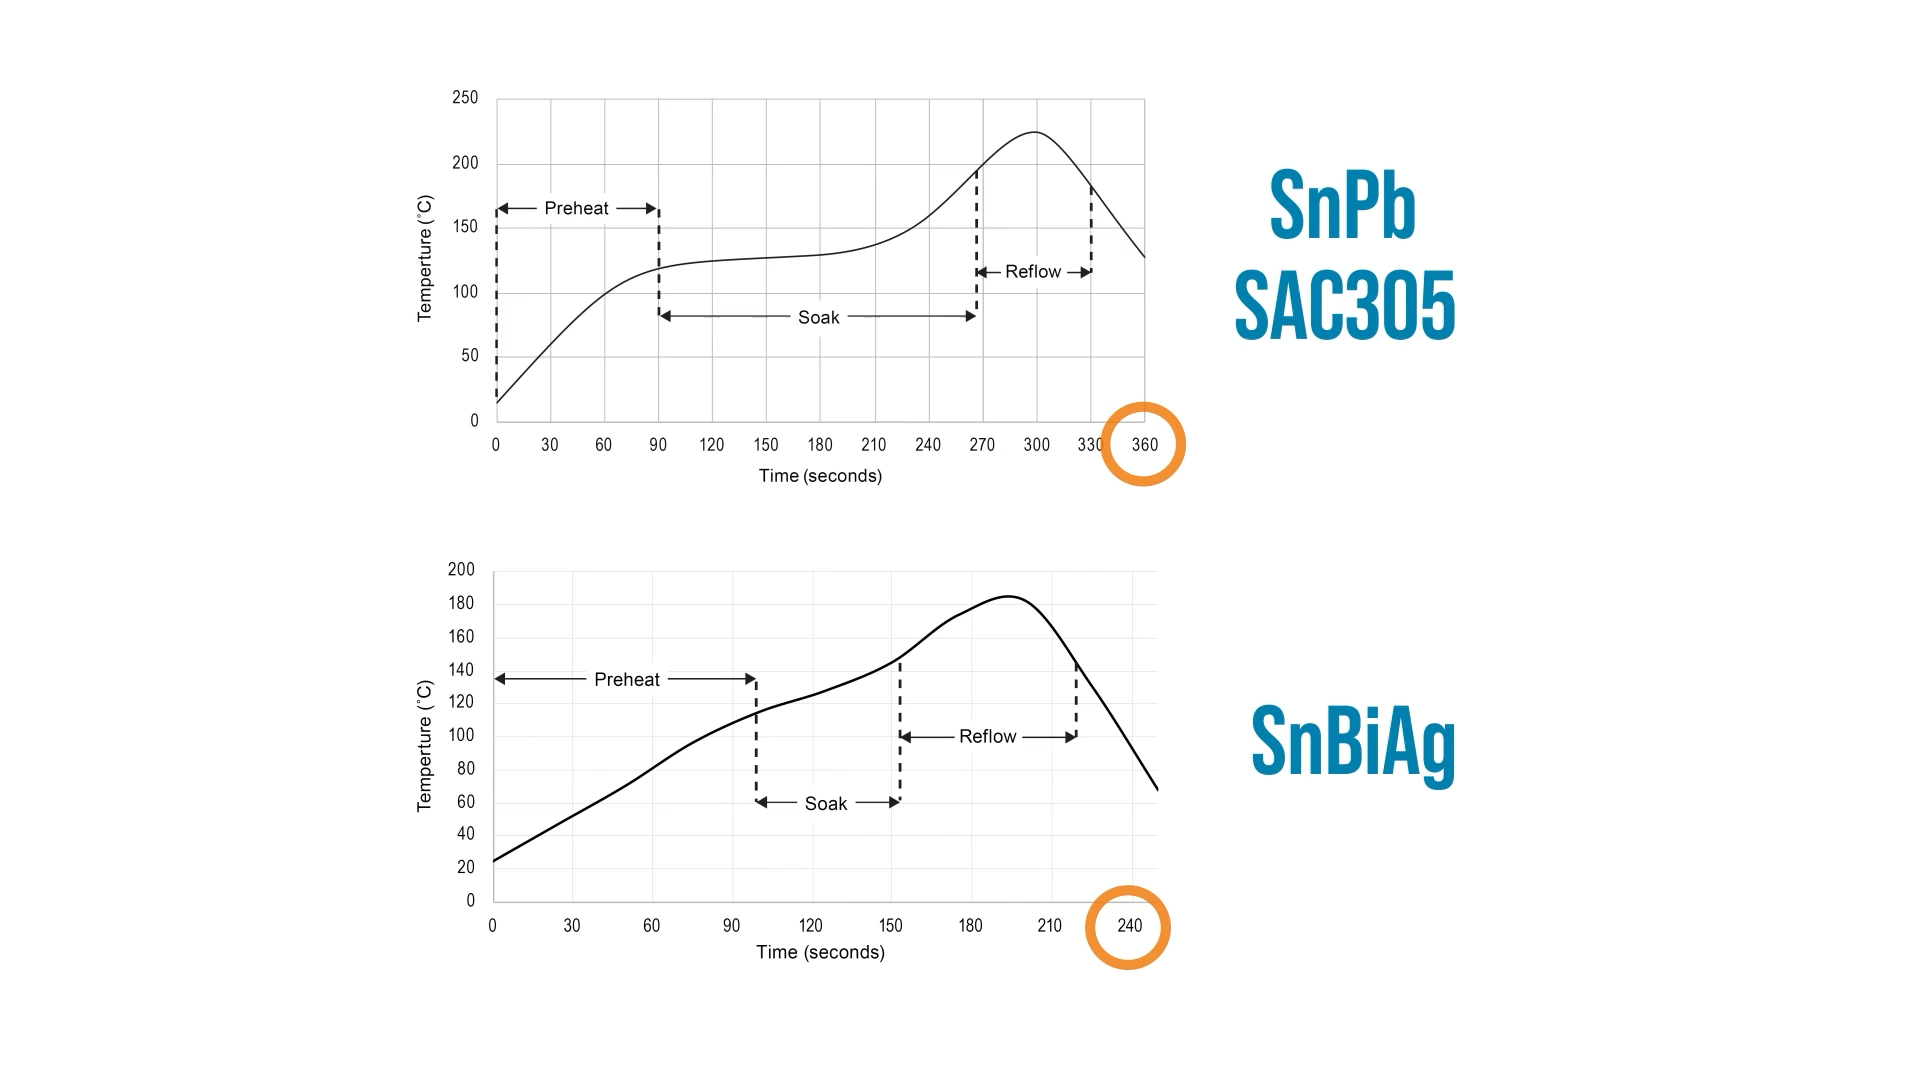 250
200
150
100
50
0
Temperture (˚C)
Preheat
Soak
Reflow
0 30 60 90 120 150 180 210 240 270 300 330 360
Time (seconds)
SnPb
SAC305
200
180
160
140
120
100
80
60
40
20
0
Temperture (˚C)
Preheat
Soak
Reflow
0 30 60 90 120 150 180 210 240
Time (seconds)
SnBiAg